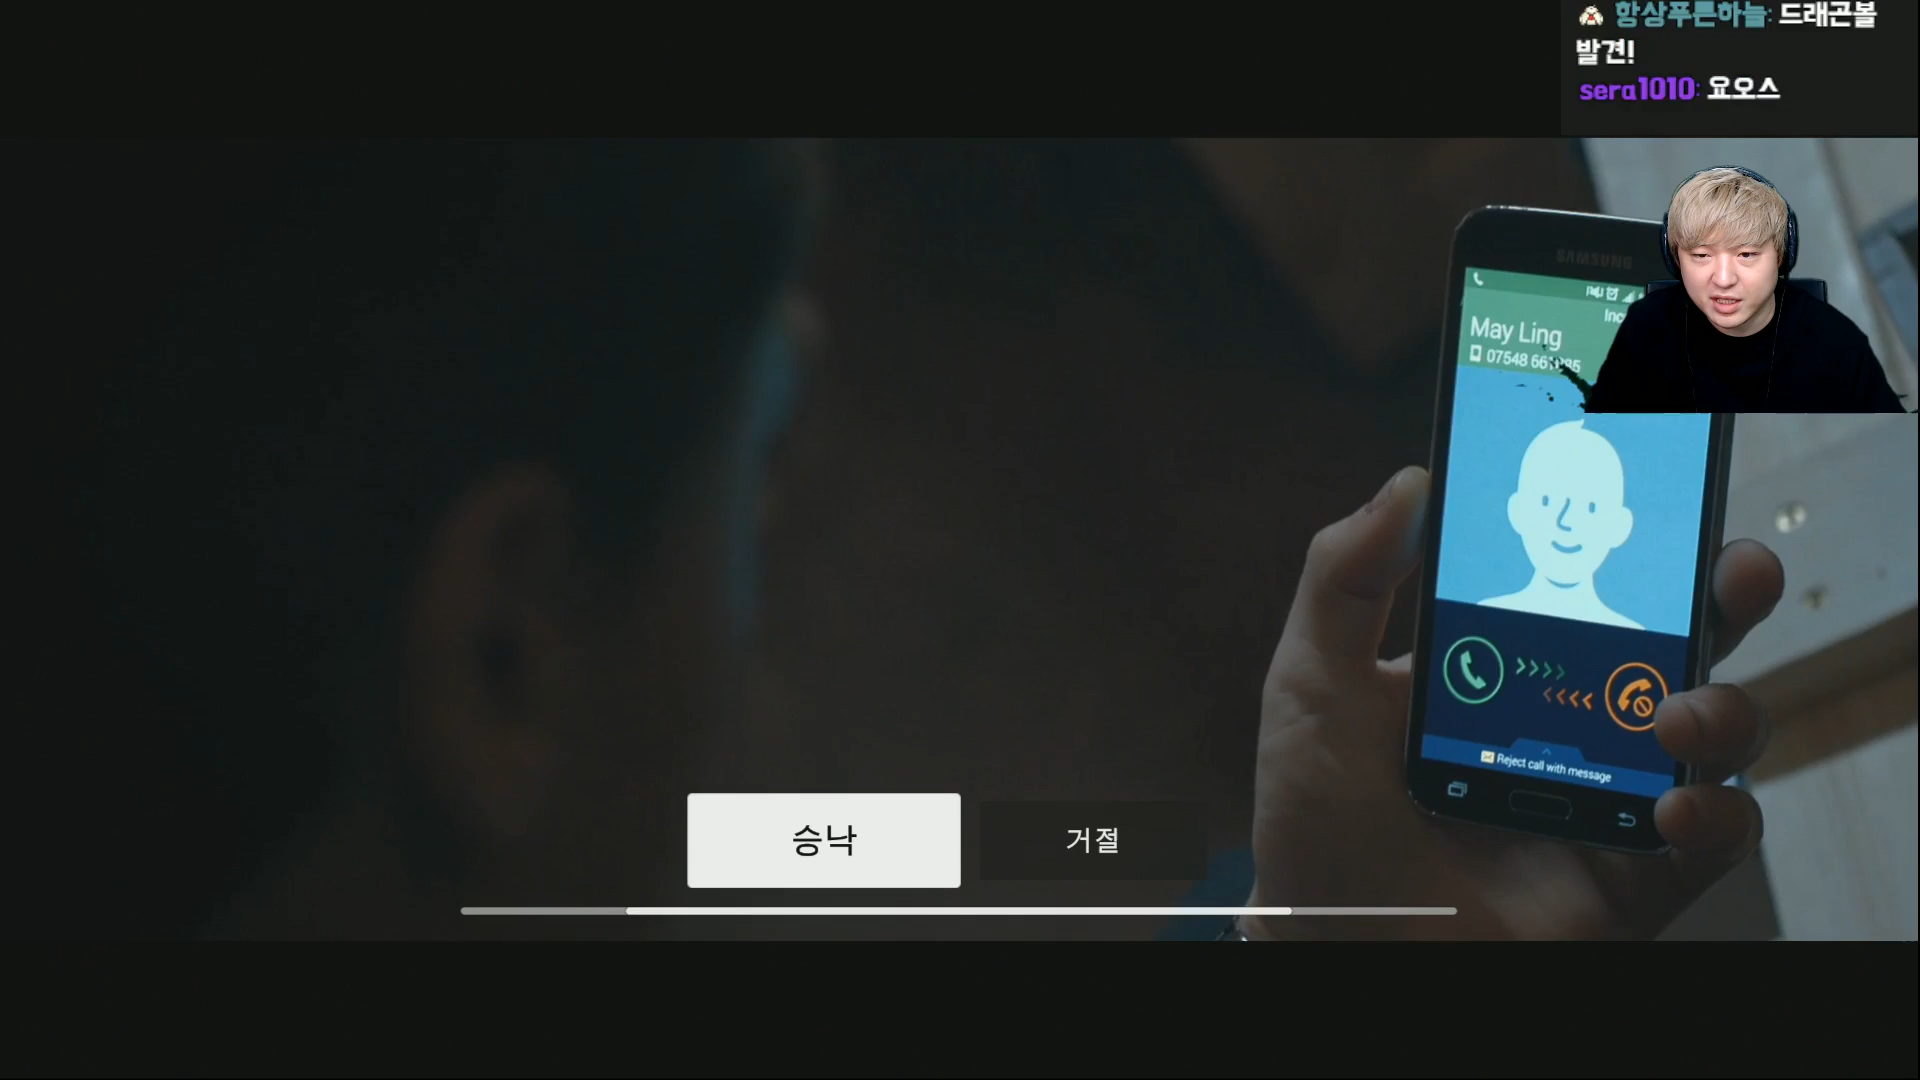 항상푸른하늘: 드래곤볼
발견!
sera1010: 요오스
SAMSUNG
May Ling
07548
Reject call with message
승낙
거절